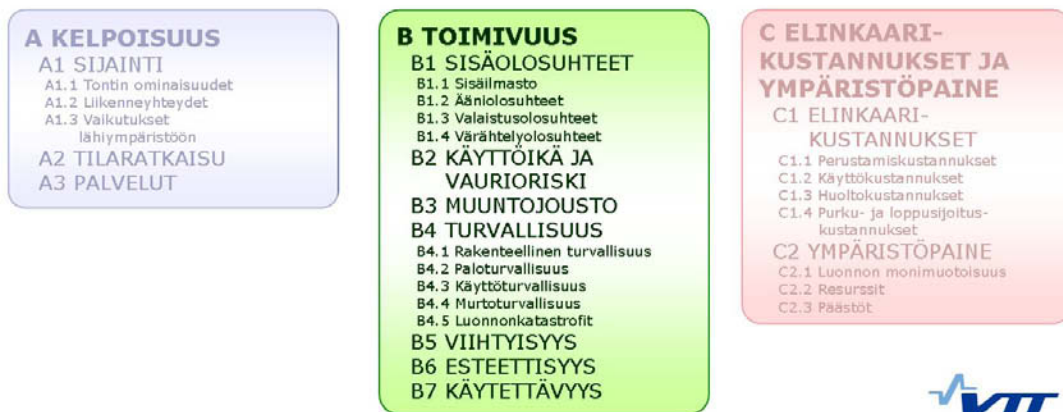 A KELPOISUUS
A1 SIJAINTI
A1.1 Tontin ominaisuudet
A1.2 Liikenneyhteydet
A1.3 Vaikutukset
lähiympäristöön
A2 TILARATKAISU
A3 PALVELUT
B TOIMIVUUS
B1 SISÄOLOSUHTEET
B1.1 Sisäilmasto
B1.2 Ääniolosuhteet
B1.3 Valaistusolosuhteet
B1.4 Värähtelyolosuhteet
B2 KÄYTTÖIKÄ JA
VAURIORISKI
B3 MUUNTOJOUSTO
B4 TURVALLISUUS
B4.1 Rakenteellinen turvallisuus
B4.2 Paloturvallisuus
B4.3 Käyttöturvallisuus
B4.4 Murtoturvallisuus
B4.5 Luonnonkatastrofit
B5 VIIHTYISYYS
B6 ESTEETTISYYS
B7 KÄYTETTÄVYYS
C ELINKAARI-
KUSTANNUKSET JA
YMPÄRISTÖPAINE
C1 ELINKAARI-
KUSTANNUKSET
C1.1 Perustamiskustannukset
C1.2 Käyttökustannukset
C1.3 Huoltokustannukset
C1.4 Purku- ja loppusijoitus-
kustannukset
C2 YMPÄRISTÖPAINE
C2.1 Luonnon monimuotoisuus
C2.2 Resurssit
C2.3 Päästöt
VTT